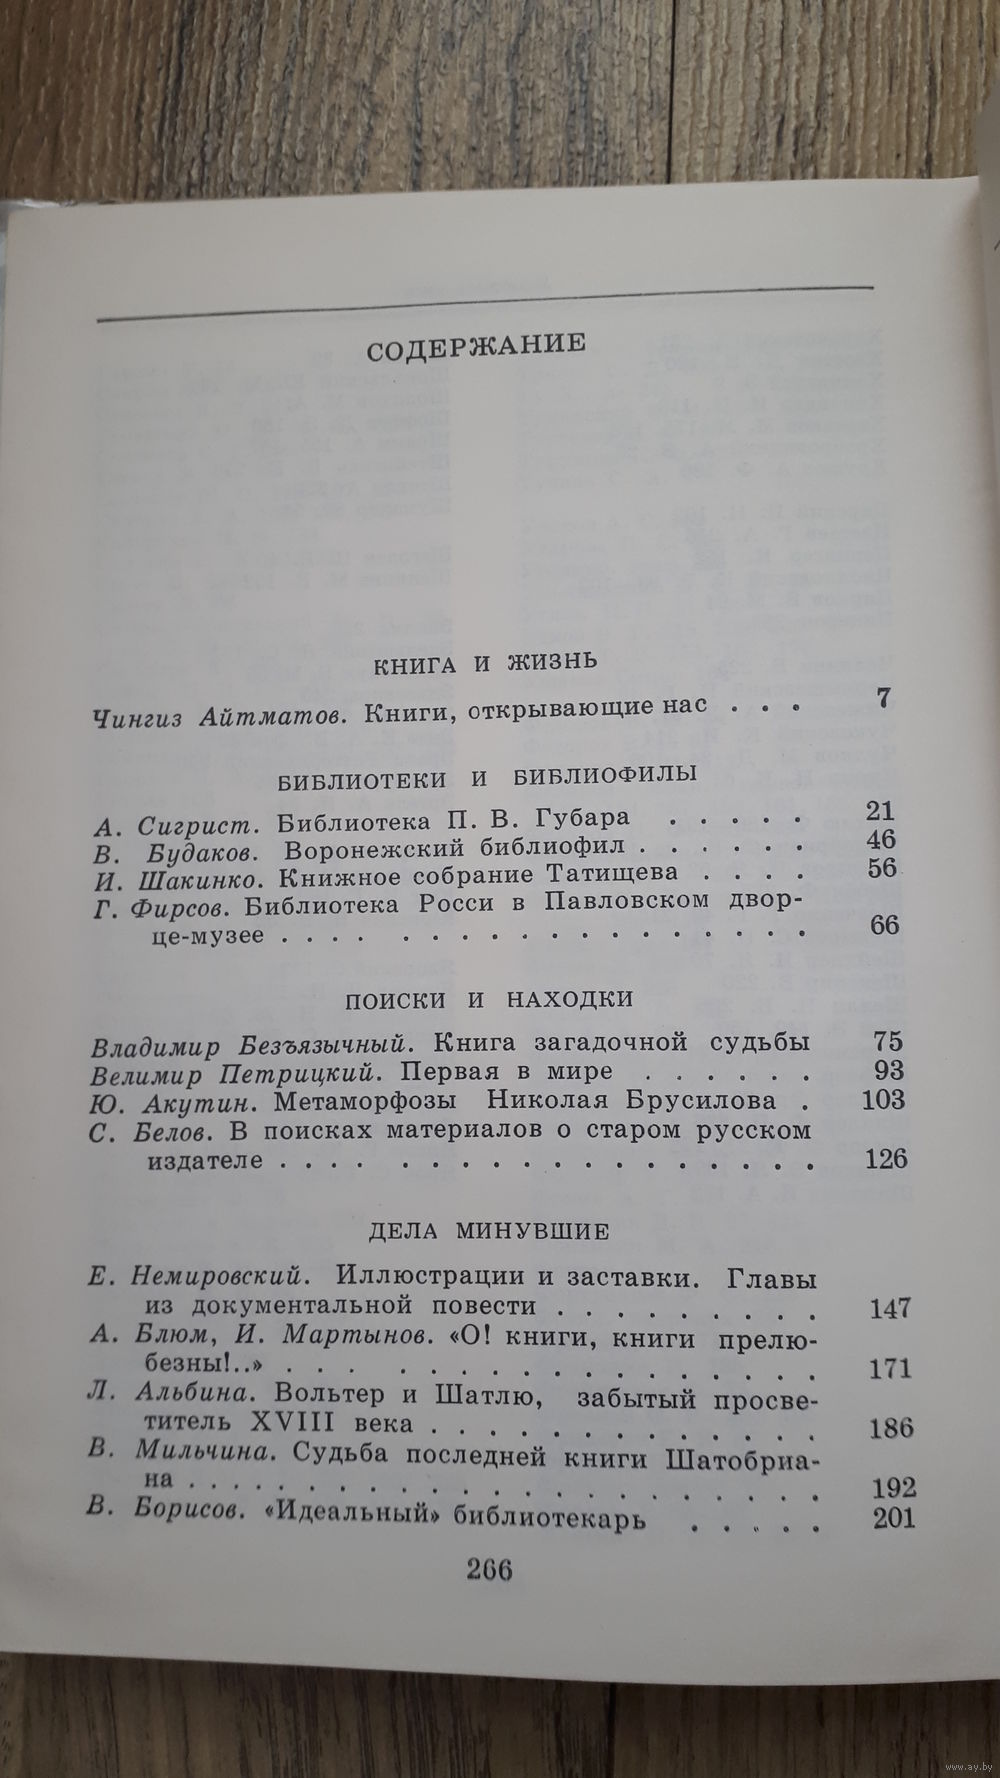 СОДЕРЖАНИЕ
КНИГА И ЖИЗНЬ
Чингиз Айтматов. Книги, открывающие нас . . . 7
БИБЛИОТЕКИ И БИБЛИОФИЛЫ
А. Сигрист. Библиотека П. В. Губара . . . . . 21
В. Будаков. Воронежский библиофил . . . . . . 46
И. Шакинко. Книжное собрание Татищева . . . . 56
Г. Фирсов. Библиотека Росси в Павловском двор-
це-музее . . . . . . . . . . . . . . . . . . . 66
ПОИСКИ И НАХОДКИ
Владимир Безъязычный. Книга загадочной судьбы 75
Велимир Петрицкий. Первая в мире . . . . . . 93
Ю. Акутин. Метаморфозы Николая Брусилова . 103
С. Белов. В поисках материалов о старом русском
издателе . . . . . . . . . . . . . . . . . . . 126
ДЕЛА МИНУВШИЕ
Е. Немировский. Иллюстрации и заставки. Главы
из документальной повести . . . . . . . . . 147
А. Блюм, И. Мартынов. «О! книги, книги прелю-
безны!..» . . . . . . . . . . . . . . . . . . 171
Л. Альбина. Вольтер и Шатлю, забытый просве-
титель XVIII века . . . . . . . . . . . . . 186
В. Мильчина. Судьба последней книги Шатобриа-
на . . . . . . . . . . . . . . . . . . . . . . 192
В. Борисов. «Идеальный» библиотекарь . . . . . 201
266
www.ay.by